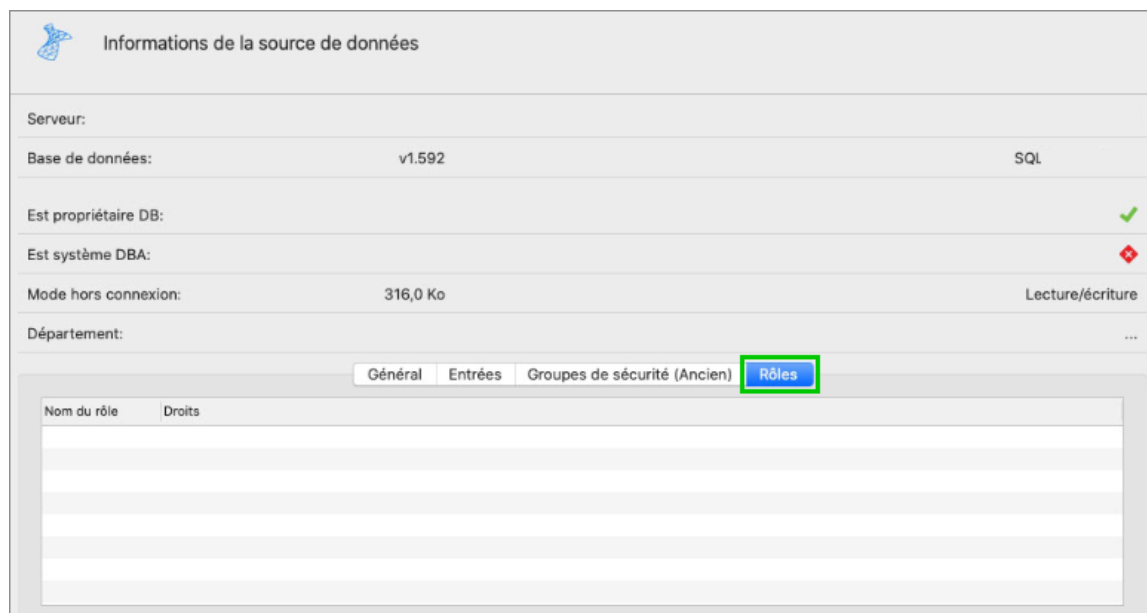 Informations de la source de données
Serveur:
Base de données: v1.592 SQL
Est propriétaire DB:
Est système DBA:
Mode hors connexion: 316,0 Ko Lecture/écriture
Département: ...
Général Entrées Groupes de sécurité (Ancien) Rôles
Nom du rôle Droits